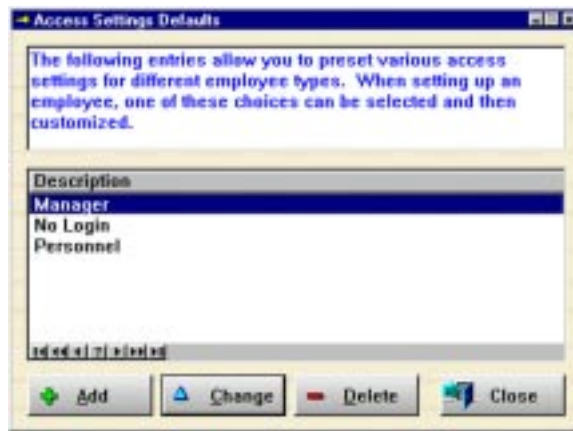 Access Settings Defaults
The following entries allow you to preset various access
settings for different employee types. When setting up an
employee, one of these choices can be selected and then
customized.
Description
Manager
No Login
Personnel
Add
Change
Delete
Close